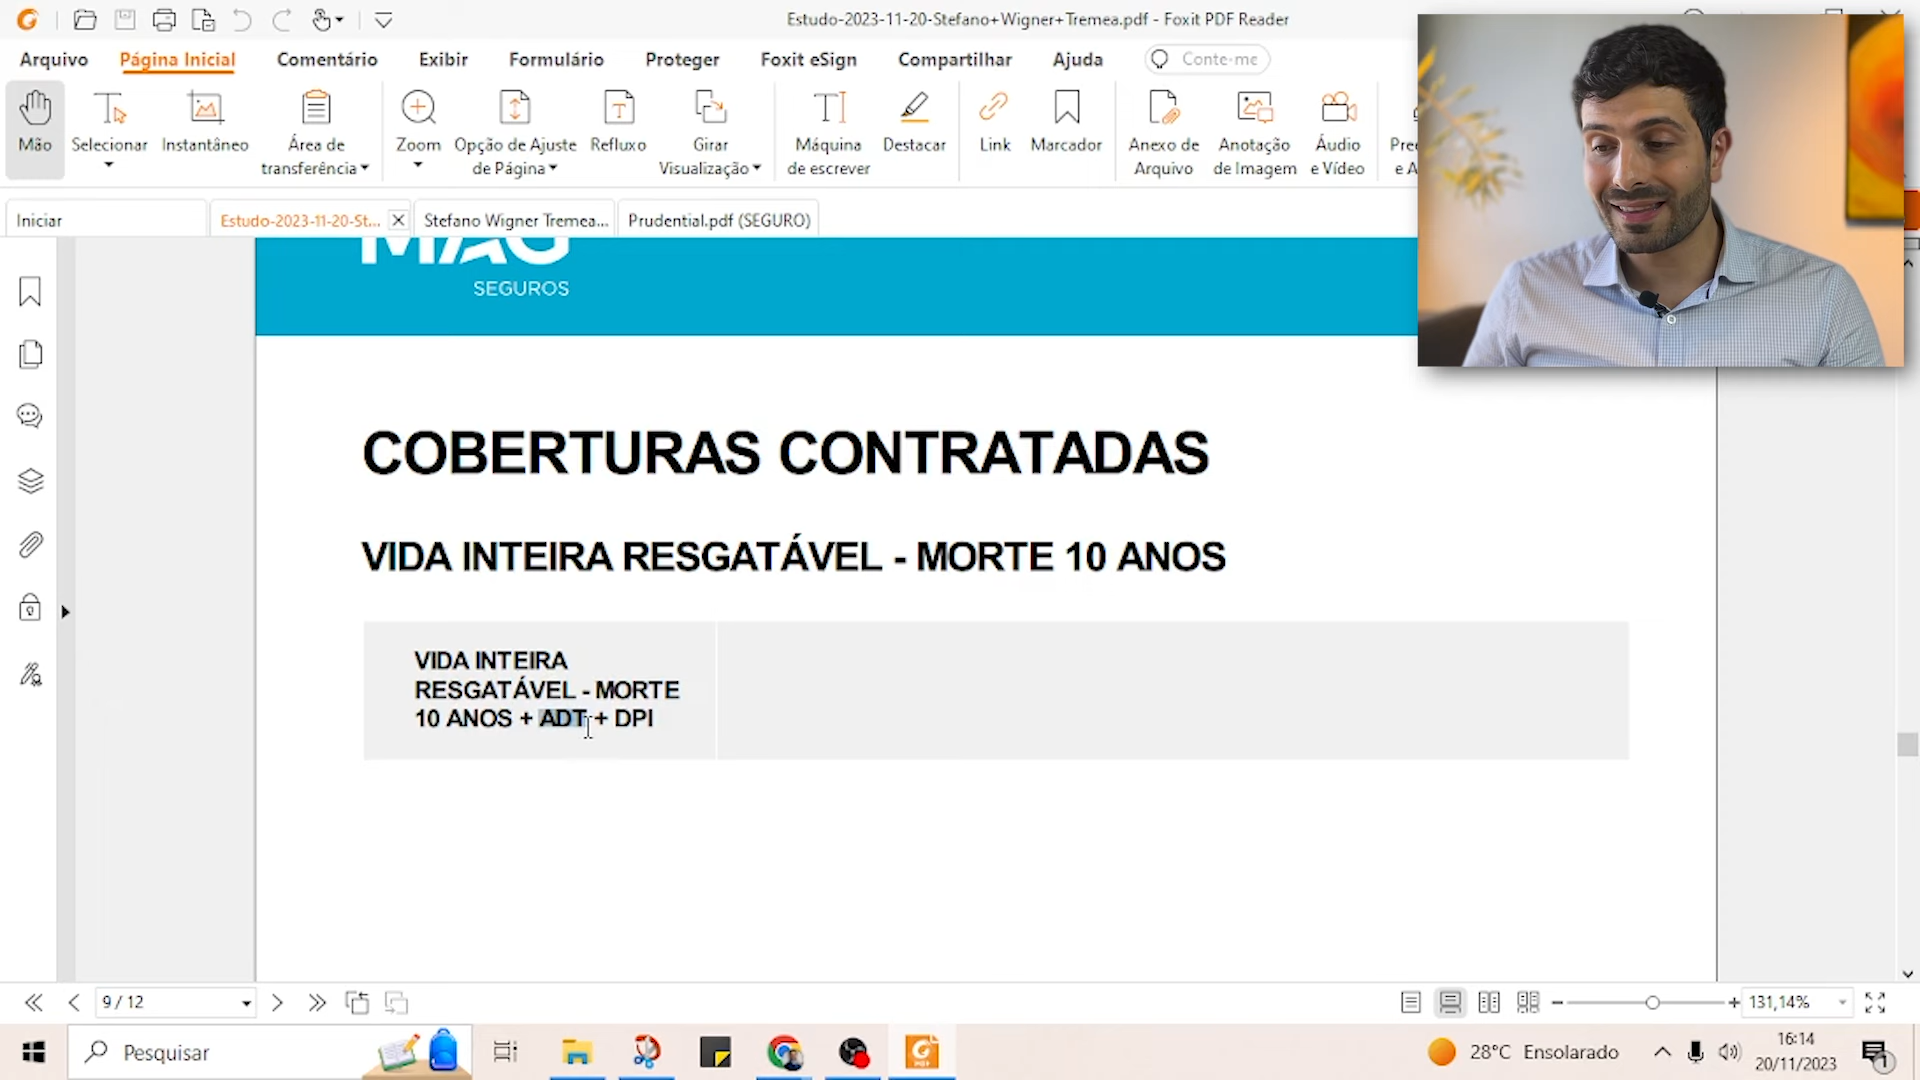 Estudo-2023-11-20-Stefano+Wigner+Tremea.pdf - Foxit PDF Reader
Arquivo Página Inicial Comentário Exibir Formulário Proteger Foxit eSign Compartilhar Ajuda Conte-me
Mão Selecionar Instantâneo Área de transferência Zoom Opção de Ajuste de Página Refluxo Girar Visualização Máquina de escrever Destacar Link Marcador Anexo de Arquivo Anotação de Imagem Áudio e Vídeo
Iniciar Estudo-2023-11-20-St... Stefano Wigner Tremea... Prudential.pdf (SEGURO)
MAG
SEGUROS
COBERTURAS CONTRATADAS
VIDA INTEIRA RESGATÁVEL - MORTE 10 ANOS
VIDA INTEIRA
RESGATÁVEL - MORTE
10 ANOS + ADT + DPI
9 / 12 131,14%
Pesquisar 28°C Ensolarado 16:14
20/11/2023 1